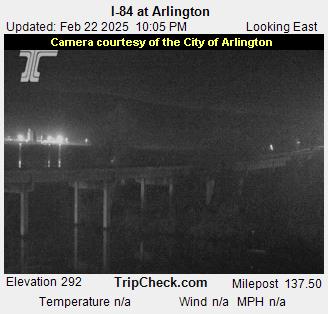 I-84 at Arlington
Updated: Feb 22 2025 10:05 PM Looking East
Camera courtesy of the City of Arlington
Elevation 292 TripCheck.com Milepost 137.50
Temperature n/a Wind n/a MPH n/a